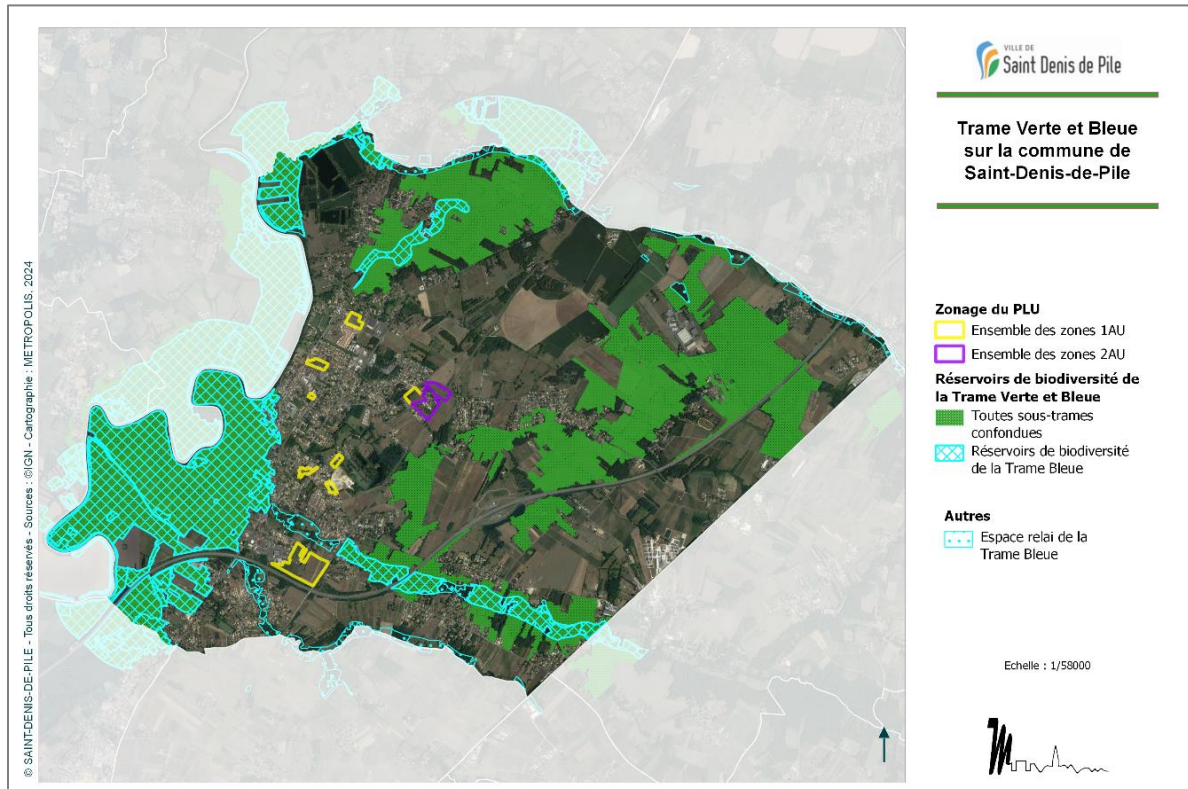 VILLE DE
Saint Denis de Pile
Trame Verte et Bleue
sur la commune de
Saint-Denis-de-Pile
Zonage du PLU
Ensemble des zones 1AU
Ensemble des zones 2AU
Réservoirs de biodiversité de
la Trame Verte et Bleue
Toutes sous-trames
confondues
Réservoirs de biodiversité
de la Trame Bleue
Autres
Espace relai de la
Trame Bleue
Echelle : 1/58000
© SAINT-DENIS-DE-PILE - Tous droits réservés - Sources : ©IGN - Cartographie : METROPOLIS, 2024